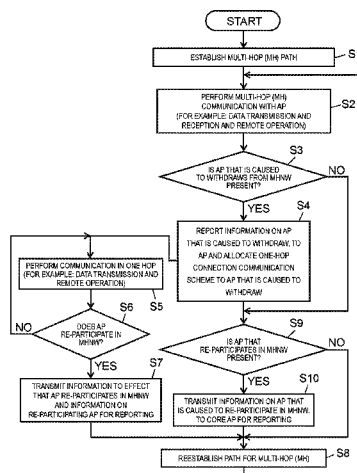 START
S
ESTABLISH MULTI-HOP (MH) PATH
S2
PERFORM MULTI-HOP (MH)
COMMUNICATION WITH AP
(FOR EXAMPLE: DATA TRANSMISSION AND
RECEPTION AND REMOTE OPERATION)
S3
IS AP THAT IS CAUSED
TO WITHDRAWS FROM MHNW
PRESENT?
NO
YES
S4
REPORT INFORMATION ON AP
THAT IS CAUSED TO WITHDRAW, TO
AP AND ALLOCATE ONE-HOP
CONNECTION COMMUNICATION
SCHEME TO AP THAT IS CAUSED TO
WITHDRAW
PERFORM COMMUNICATION IN ONE HOP
(FOR EXAMPLE: DATA TRANSMISSION AND
REMOTE OPERATION)
S5
S6
DOES AP
RE-PARTICIPATE IN
MHNW?
NO
YES
S7
TRANSMIT INFORMATION TO EFFECT
THAT AP RE-PARTICIPATES IN MHNW
AND INFORMATION ON
RE-PARTICIPATING AP FOR REPORTING
S9
IS AP THAT
RE-PARTICIPATES IN
MHNW PRESENT?
NO
YES
S10
TRANSMIT INFORMATION ON AP
THAT IS CAUSED TO RE-PARTICIPATE IN MHNW,
TO CORE AP FOR REPORTING
S8
REESTABLISH PATH FOR MULTI-HOP (MH)